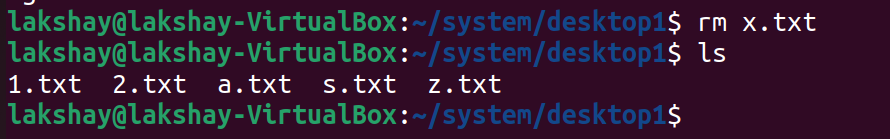 lakshay@lakshay-VirtualBox:~/system/desktop1$ rm x.txt
lakshay@lakshay-VirtualBox:~/system/desktop1$ ls
1.txt  2.txt  a.txt  s.txt  z.txt
lakshay@lakshay-VirtualBox:~/system/desktop1$